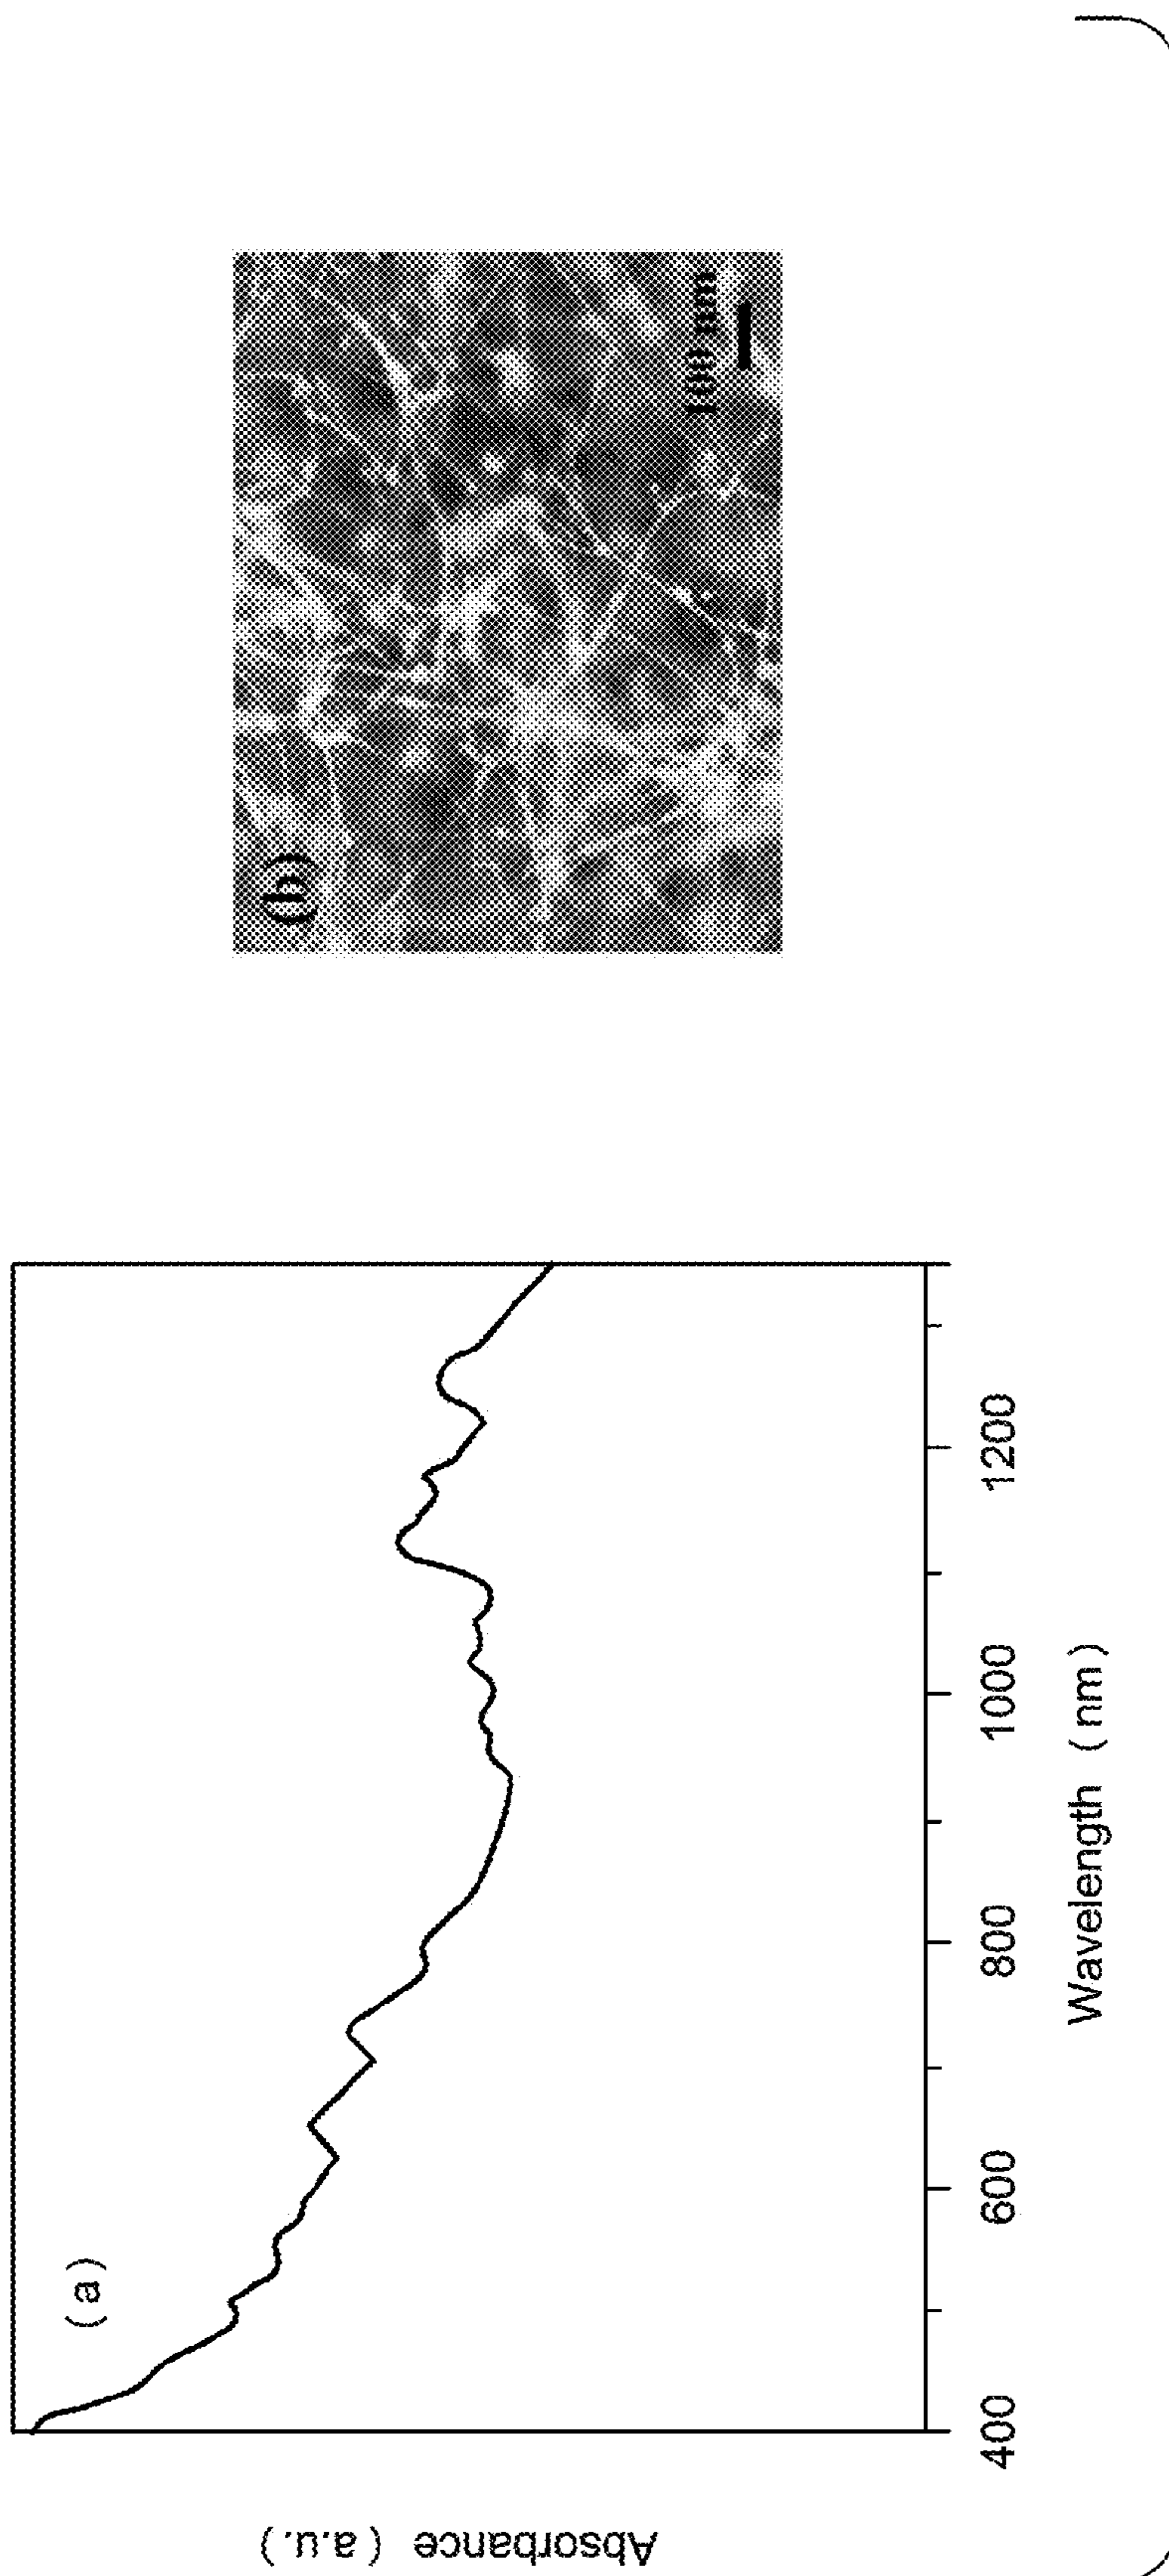 (a)
Absorbance (a.u.)
400
600
800
1000
1200
Wavelength (nm)
(b)
100 nm